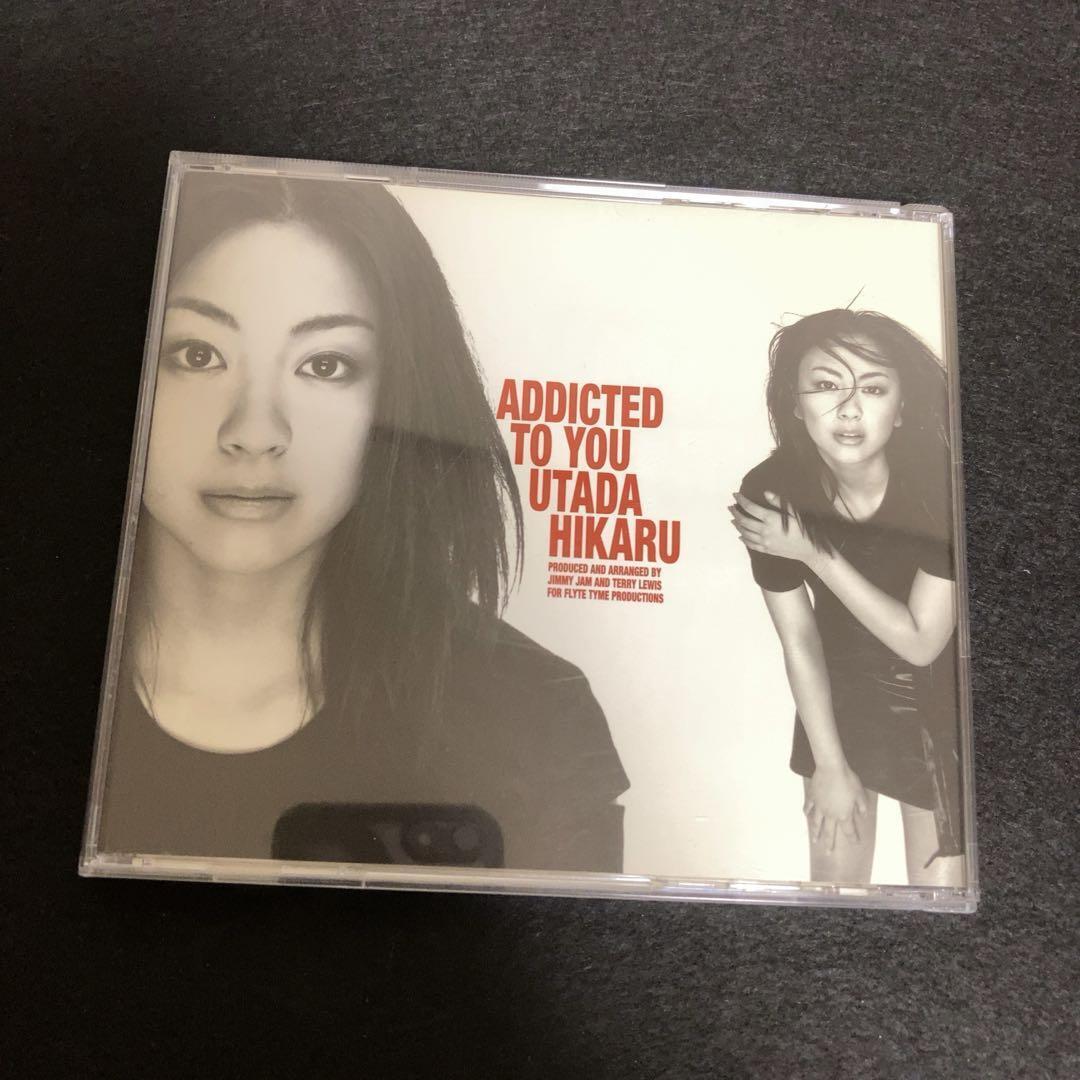 ADDICTED
TO YOU
UTADA
HIKARU
PRODUCED AND ARRANGED BY
JIMMY JAM AND TERRY LEWIS
FOR FLYTE TYME PRODUCTIONS